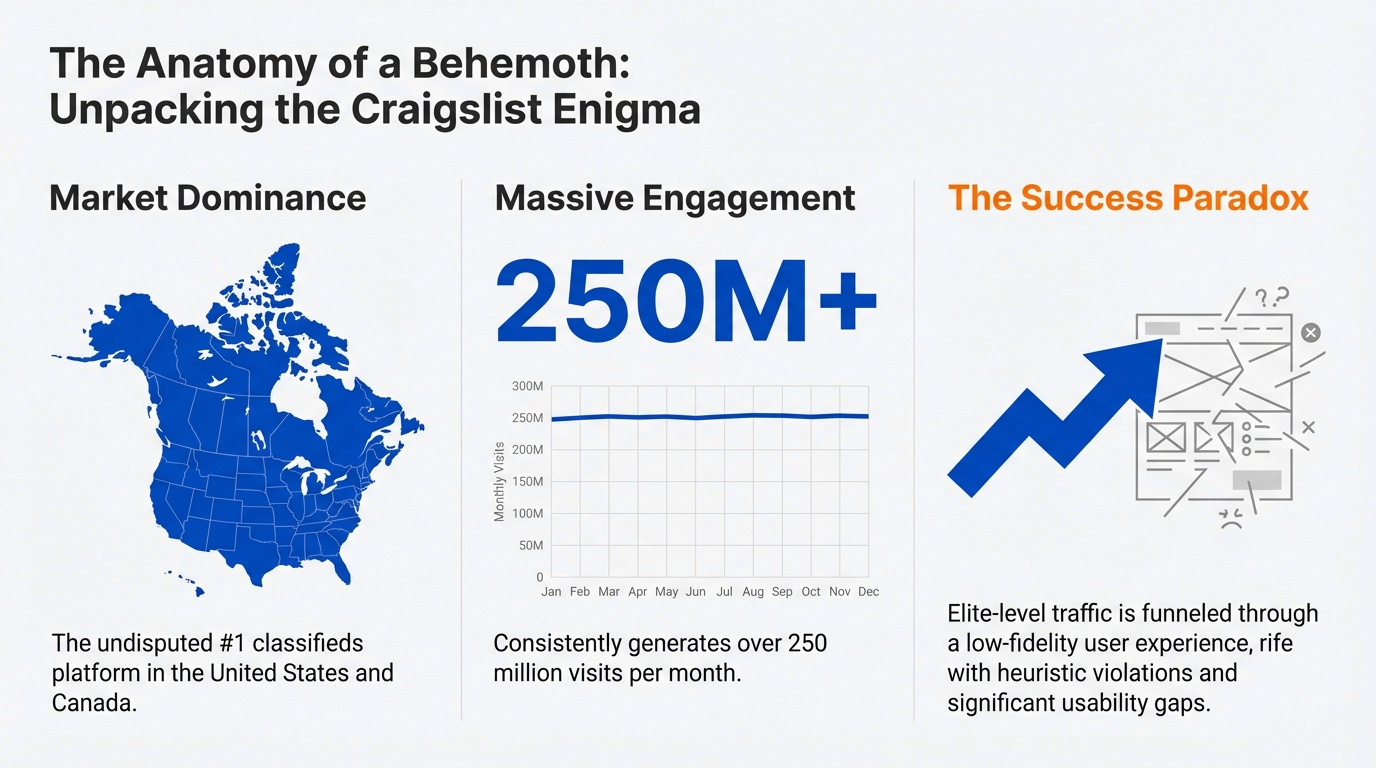 The Anatomy of a Behemoth:
Unpacking the Craigslist Enigma
Market Dominance
The undisputed #1 classifieds
platform in the United States and
Canada.
Massive Engagement
250M+
Monthly Visits
300M
250M
200M
150M
100M
50M
0
Jan Feb Mar Apr May Jun Jul Aug Sep Oct Nov Dec
Consistently generates over 250
million visits per month.
The Success Paradox
??
Elite-level traffic is funneled through
a low-fidelity user experience, rife
with heuristic violations and
significant usability gaps.